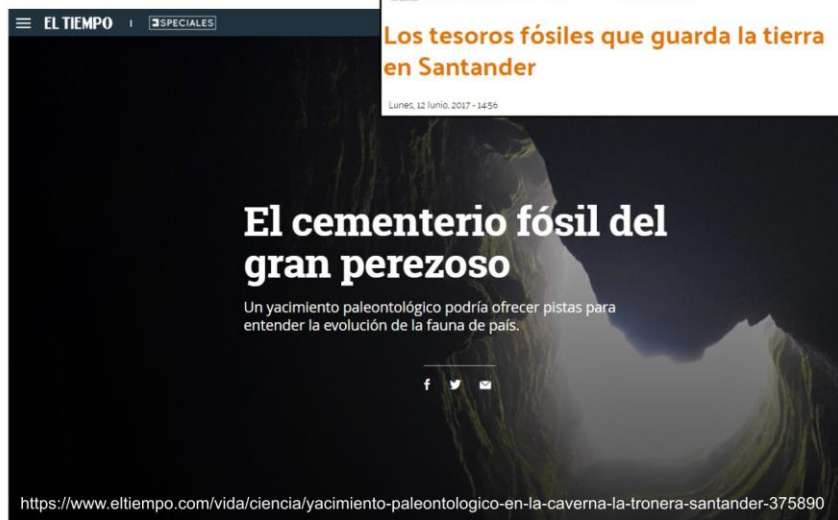 EL TIEMPO | ESPECIALES
Los tesoros fósiles que guarda la tierra
en Santander
Lunes, 12 Junio, 2017 - 14:56
El cementerio fósil del
gran perezoso
Un yacimiento paleontológico podría ofrecer pistas para
entender la evolución de la fauna de país.
https://www.eltiempo.com/vida/ciencia/yacimiento-paleontologico-en-la-caverna-la-tronera-santander-375890